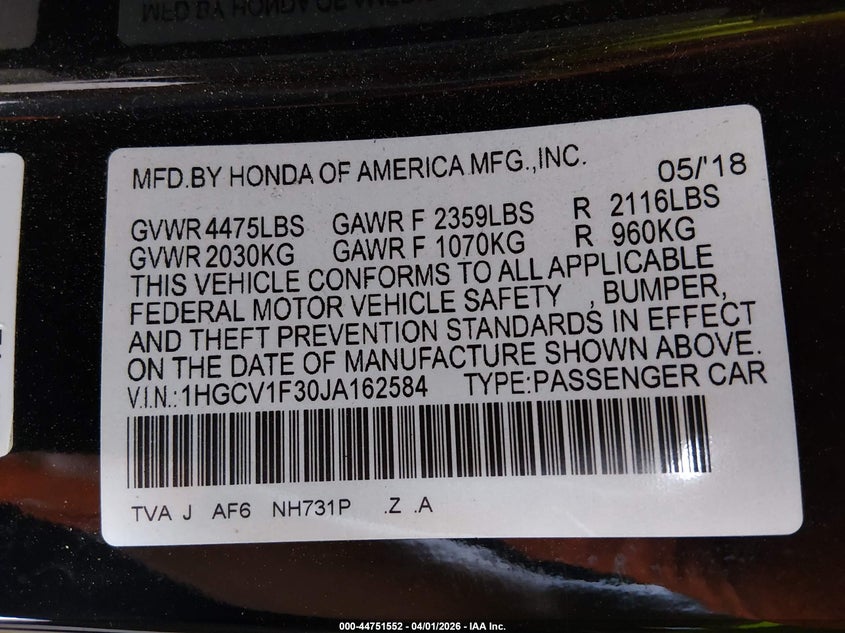 MFD.BY HONDA OF AMERICA MFG.,INC. 05/'18
GVWR 4475LBS GAWR F 2359LBS R 2116LBS
GVWR 2030KG GAWR F 1070KG R 960KG
THIS VEHICLE CONFORMS TO ALL APPLICABLE
FEDERAL MOTOR VEHICLE SAFETY , BUMPER,
AND THEFT PREVENTION STANDARDS IN EFFECT
ON THE DATE OF MANUFACTURE SHOWN ABOVE.
V.I.N.:1HGCV1F30JA162584 TYPE:PASSENGER CAR
TVA J AF6 NH731P .Z .A
000-44751552 | 04/01/2026 - IAA Inc.